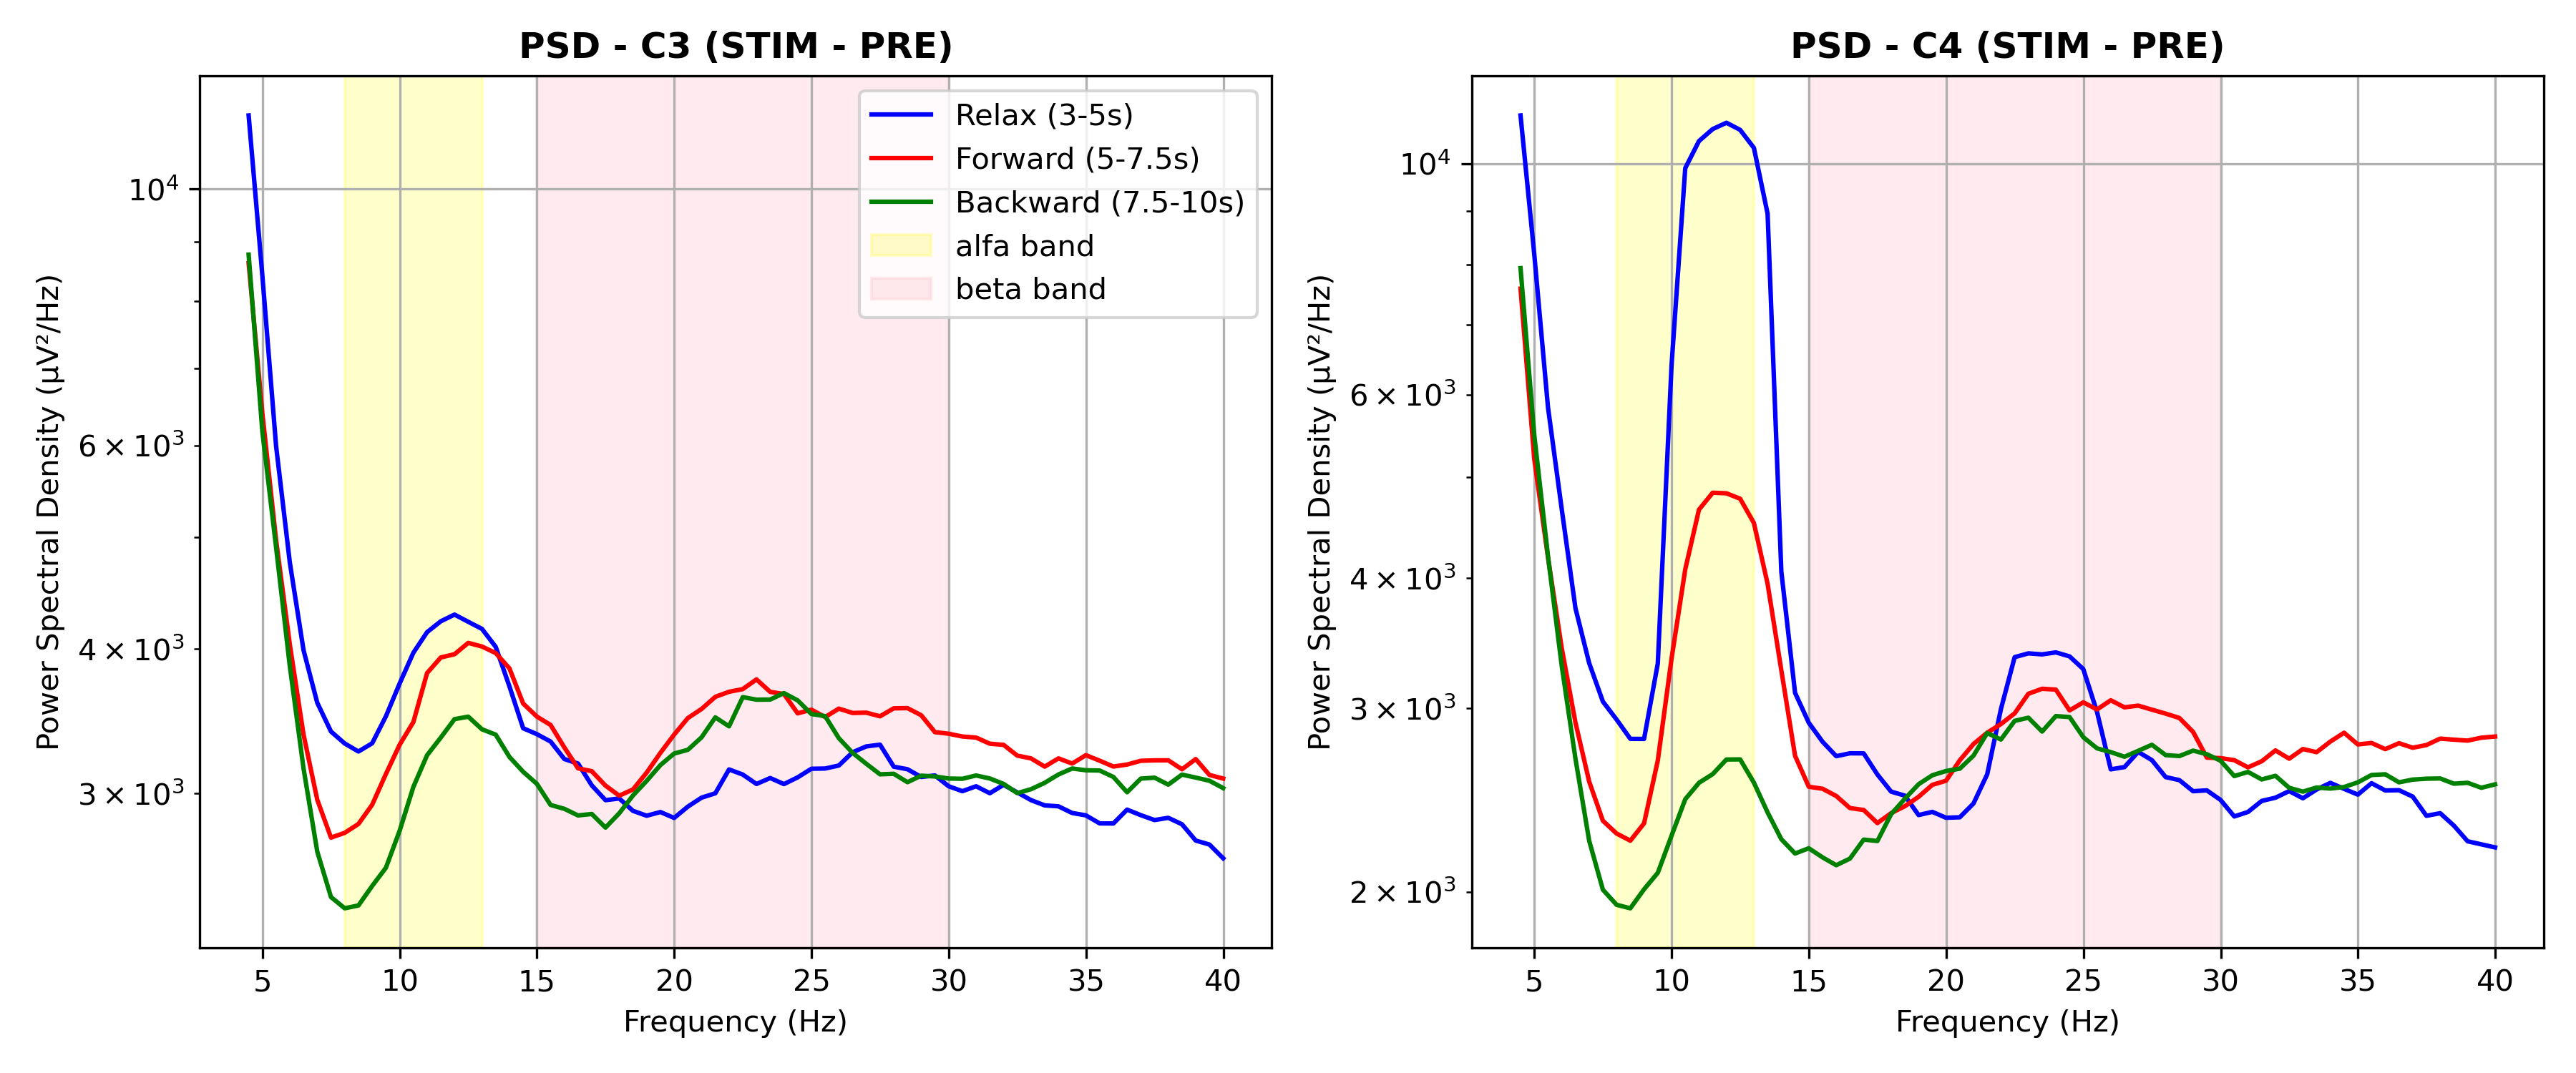 PSD - C3 (STIM - PRE)
Power Spectral Density (µV²/Hz)
10⁴
6 × 10³
4 × 10³
3 × 10³
Relax (3-5s)
Forward (5-7.5s)
Backward (7.5-10s)
alfa band
beta band
5 10 15 20 25 30 35 40
Frequency (Hz)
PSD - C4 (STIM - PRE)
Power Spectral Density (µV²/Hz)
10⁴
6 × 10³
4 × 10³
3 × 10³
2 × 10³
5 10 15 20 25 30 35 40
Frequency (Hz)